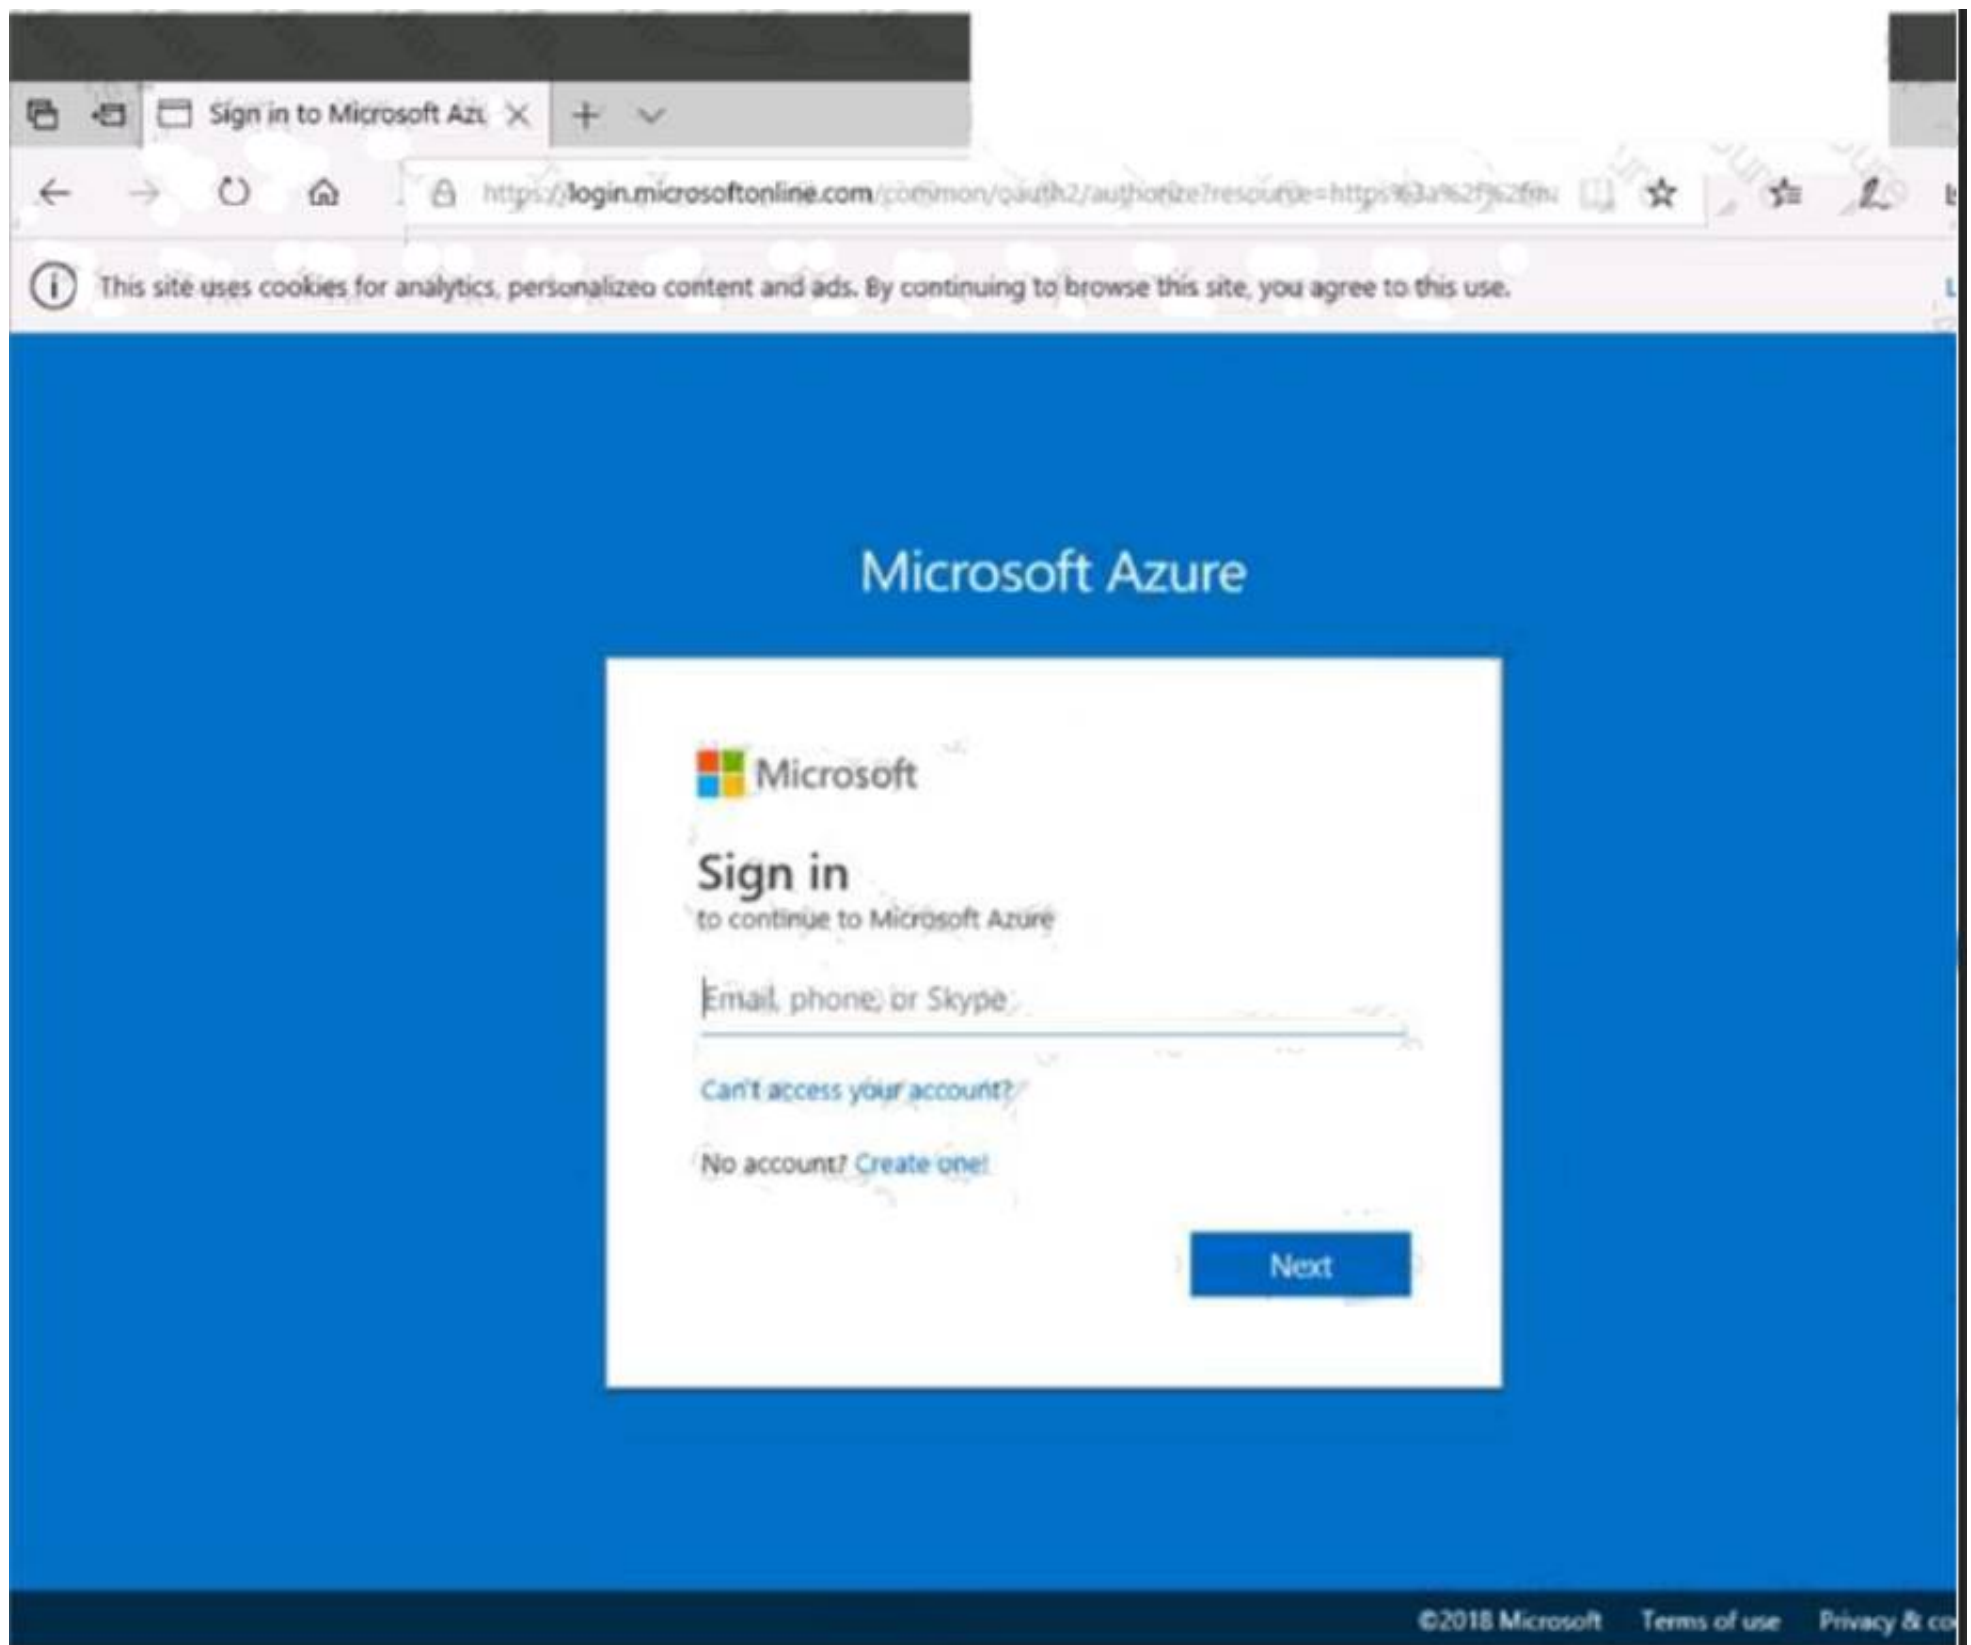 Sign in to Microsoft Azu
https://login.microsoftonline.com/common/oauth2/authorize?resource=https%3a%2f%2fma
This site uses cookies for analytics, personalized content and ads. By continuing to browse this site, you agree to this use.
L
Microsoft Azure
Microsoft
Sign in
to continue to Microsoft Azure
Email, phone, or Skype
Can't access your account?
No account? Create one!
Next
©2018 Microsoft Terms of use Privacy & co